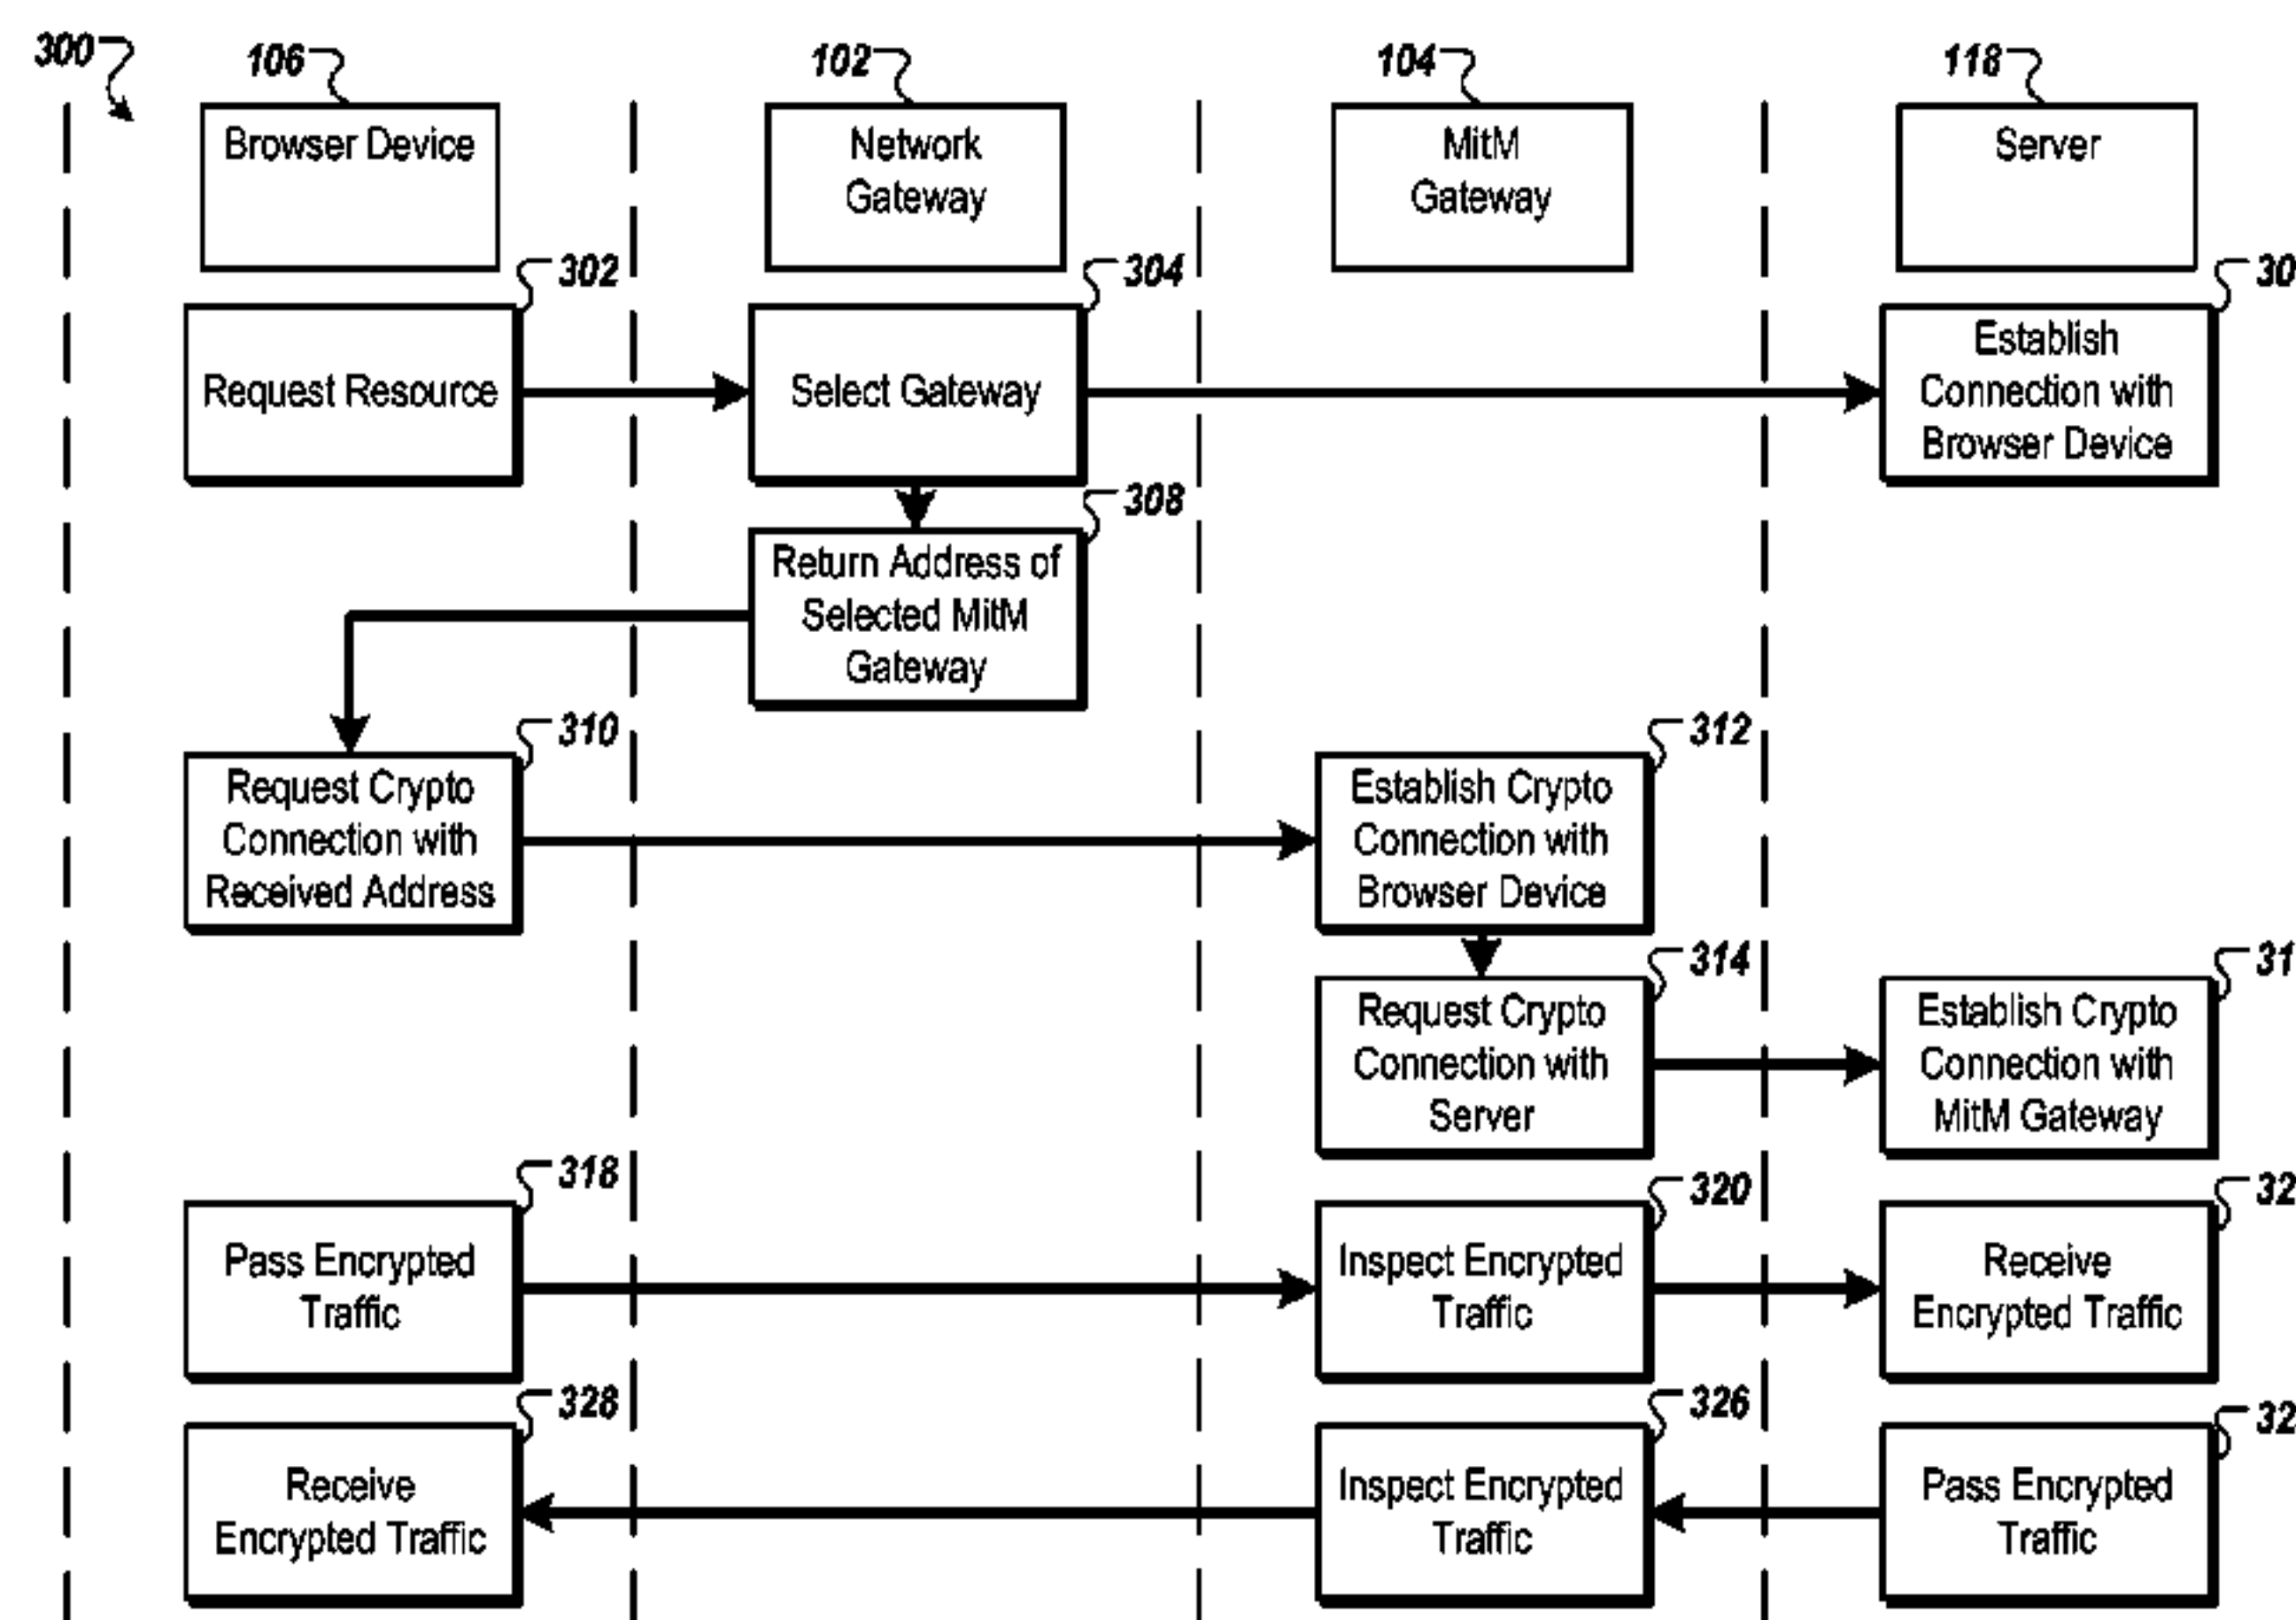 300
106
102
104
118
Browser Device
Network
Gateway
MitM
Gateway
Server
302
304
30
Request Resource
Select Gateway
Establish
Connection with
Browser Device
308
Return Address of
Selected MitM
Gateway
310
312
Request Crypto
Connection with
Received Address
Establish Crypto
Connection with
Browser Device
314
31
Request Crypto
Connection with
Server
Establish Crypto
Connection with
MitM Gateway
318
320
32
Pass Encrypted
Traffic
Inspect Encrypted
Traffic
Receive
Encrypted Traffic
328
326
32
Receive
Encrypted Traffic
Inspect Encrypted
Traffic
Pass Encrypted
Traffic